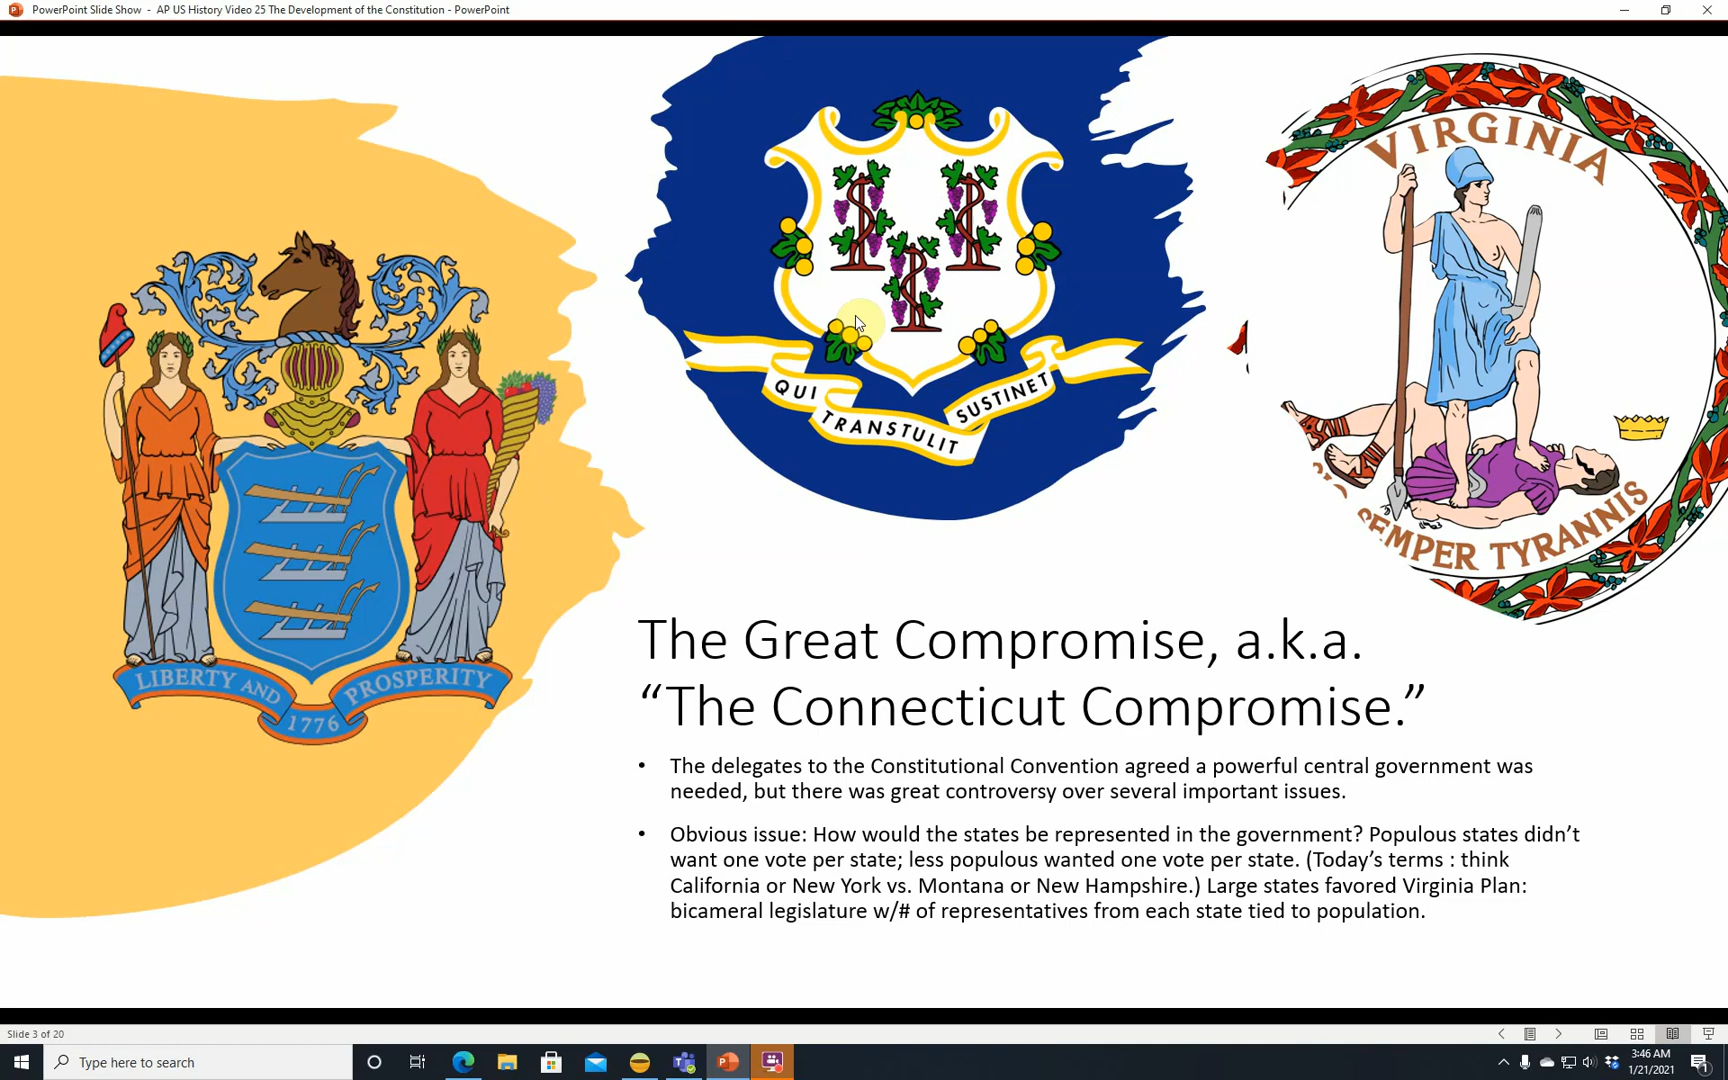 PowerPoint Slide Show - AP US History Video 25 The Development of the Constitution - PowerPoint
VIRGINIA
QUI TRANSTULIT SUSTINET
SEMPER TYRANNIS
LIBERTY AND PROSPERITY
1776
The Great Compromise, a.k.a.
“The Connecticut Compromise.”
• The delegates to the Constitutional Convention agreed a powerful central government was
needed, but there was great controversy over several important issues.
• Obvious issue: How would the states be represented in the government? Populous states didn’t
want one vote per state; less populous wanted one vote per state. (Today’s terms : think
California or New York vs. Montana or New Hampshire.) Large states favored Virginia Plan:
bicameral legislature w/# of representatives from each state tied to population.
Slide 3 of 20
Type here to search
3:46 AM
1/21/2021
1